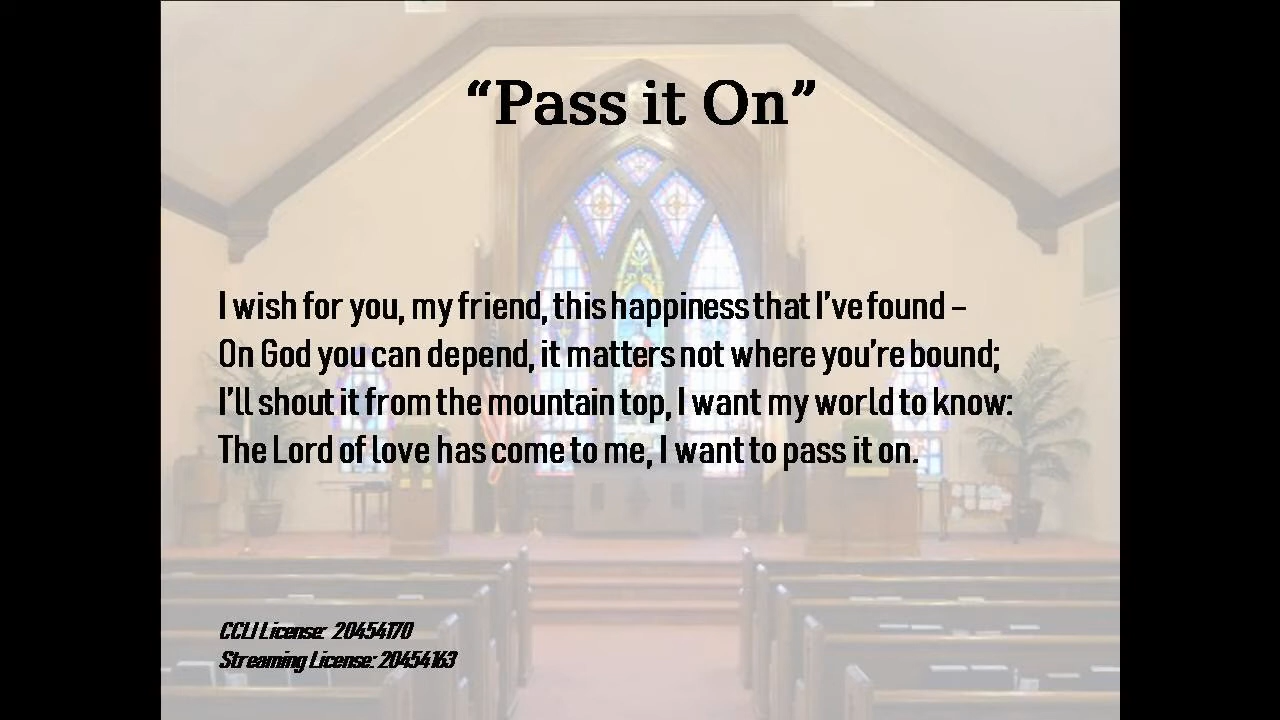 “Pass it On”
I wish for you, my friend, this happiness that I’ve found –
On God you can depend, it matters not where you’re bound;
I’ll shout it from the mountain top, I want my world to know:
The Lord of love has come to me, I want to pass it on.
CCLI License: 20454170
Streaming License: 20454163